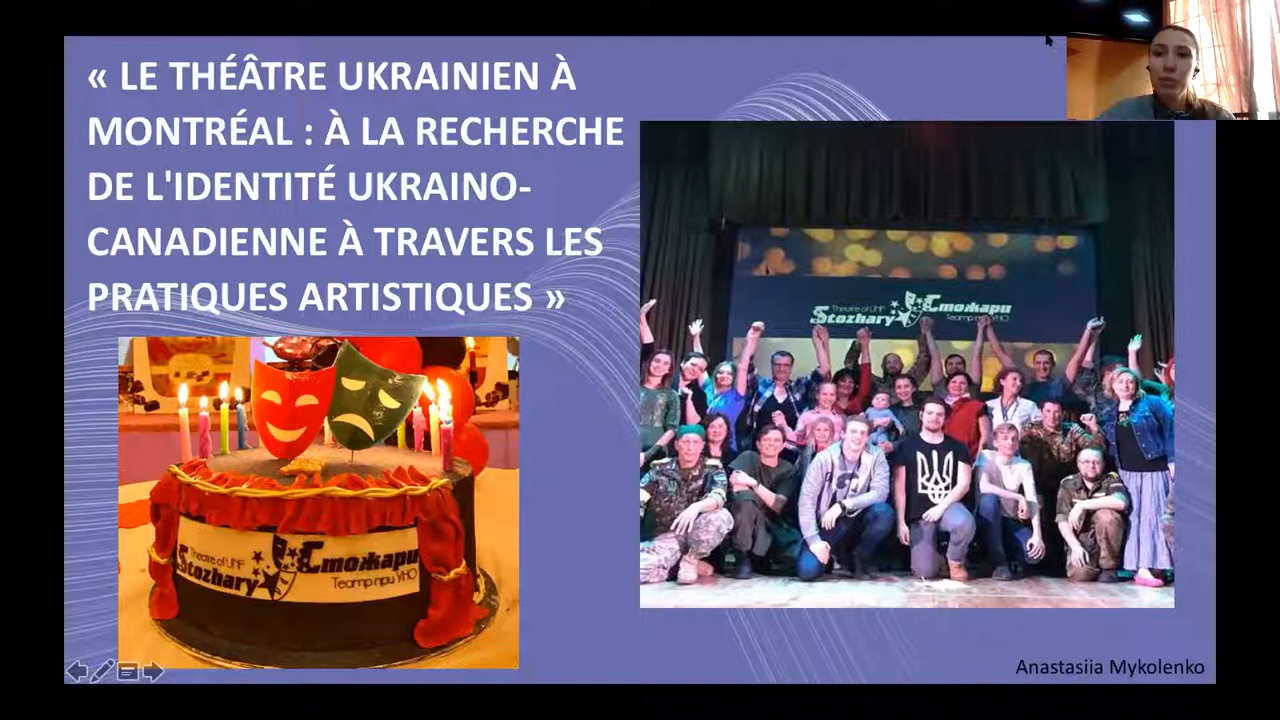 « LE THÉÂTRE UKRAINIEN À
MONTRÉAL : À LA RECHERCHE
DE L'IDENTITÉ UKRAINO-
CANADIENNE À TRAVERS LES
PRATIQUES ARTISTIQUES »
Theatre of UNF
Stozhary
Стожари
Театр при УНО
Theatre of UNF
Stozhary
Стожари
Театр при УНО
Anastasiia Mykolenko